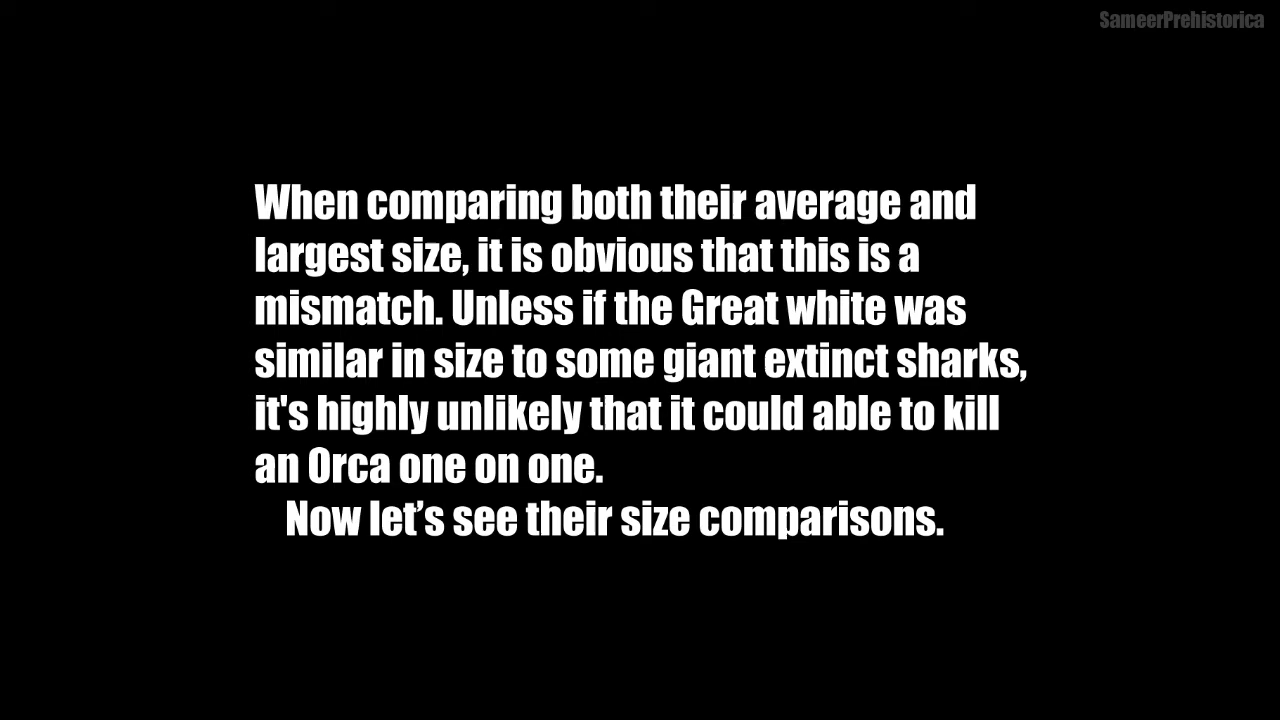 SameerPrehistorica
When comparing both their average and
largest size, it is obvious that this is a
mismatch. Unless if the Great white was
similar in size to some giant extinct sharks,
it's highly unlikely that it could able to kill
an Orca one on one.
Now let’s see their size comparisons.